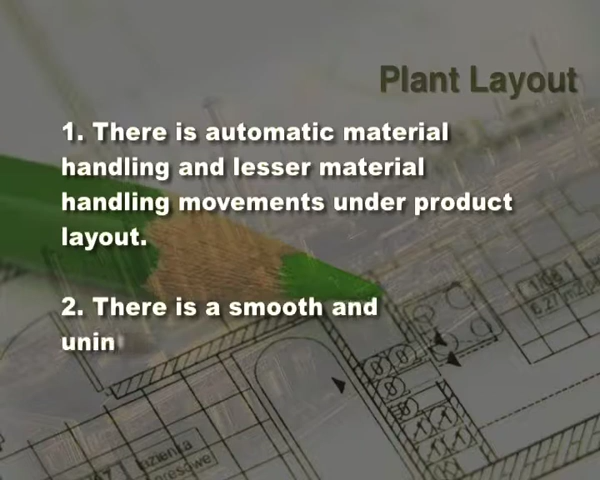 Plant Layout
1. There is automatic material
handling and lesser material
handling movements under product
layout.
2. There is a smooth and
unin
łazienka